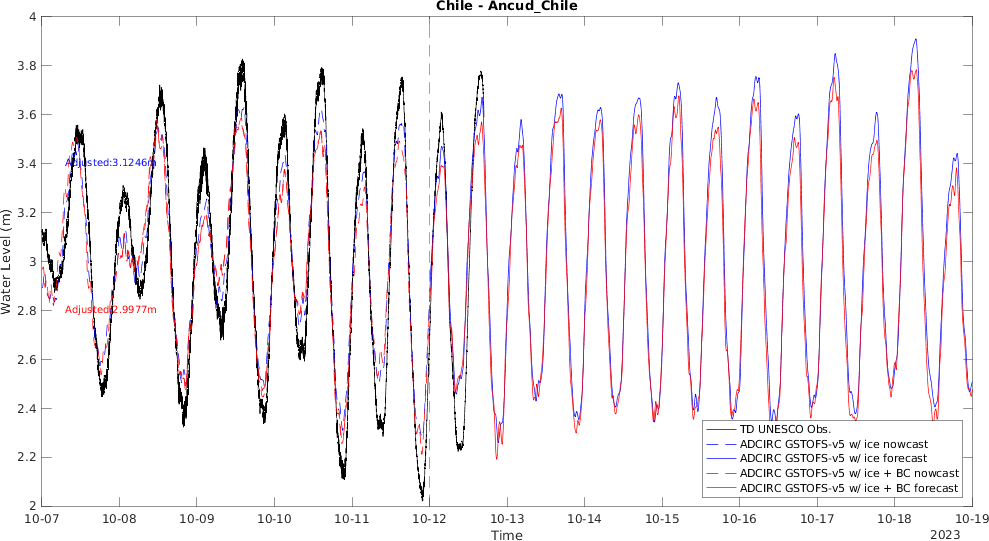 Chile - Ancud_Chile
4
3.8
3.6
3.4
3.2
3
2.8
2.6
2.4
2.2
2
Water Level (m)
Adjusted:3.1246m
Adjusted:2.9977m
TD UNESCO Obs.
ADCIRC GSTOFS-v5 w/ ice nowcast
ADCIRC GSTOFS-v5 w/ ice forecast
ADCIRC GSTOFS-v5 w/ ice + BC nowcast
ADCIRC GSTOFS-v5 w/ ice + BC forecast
10-07 10-08 10-09 10-10 10-11 10-12 10-13 10-14 10-15 10-16 10-17 10-18 10-19
Time
2023